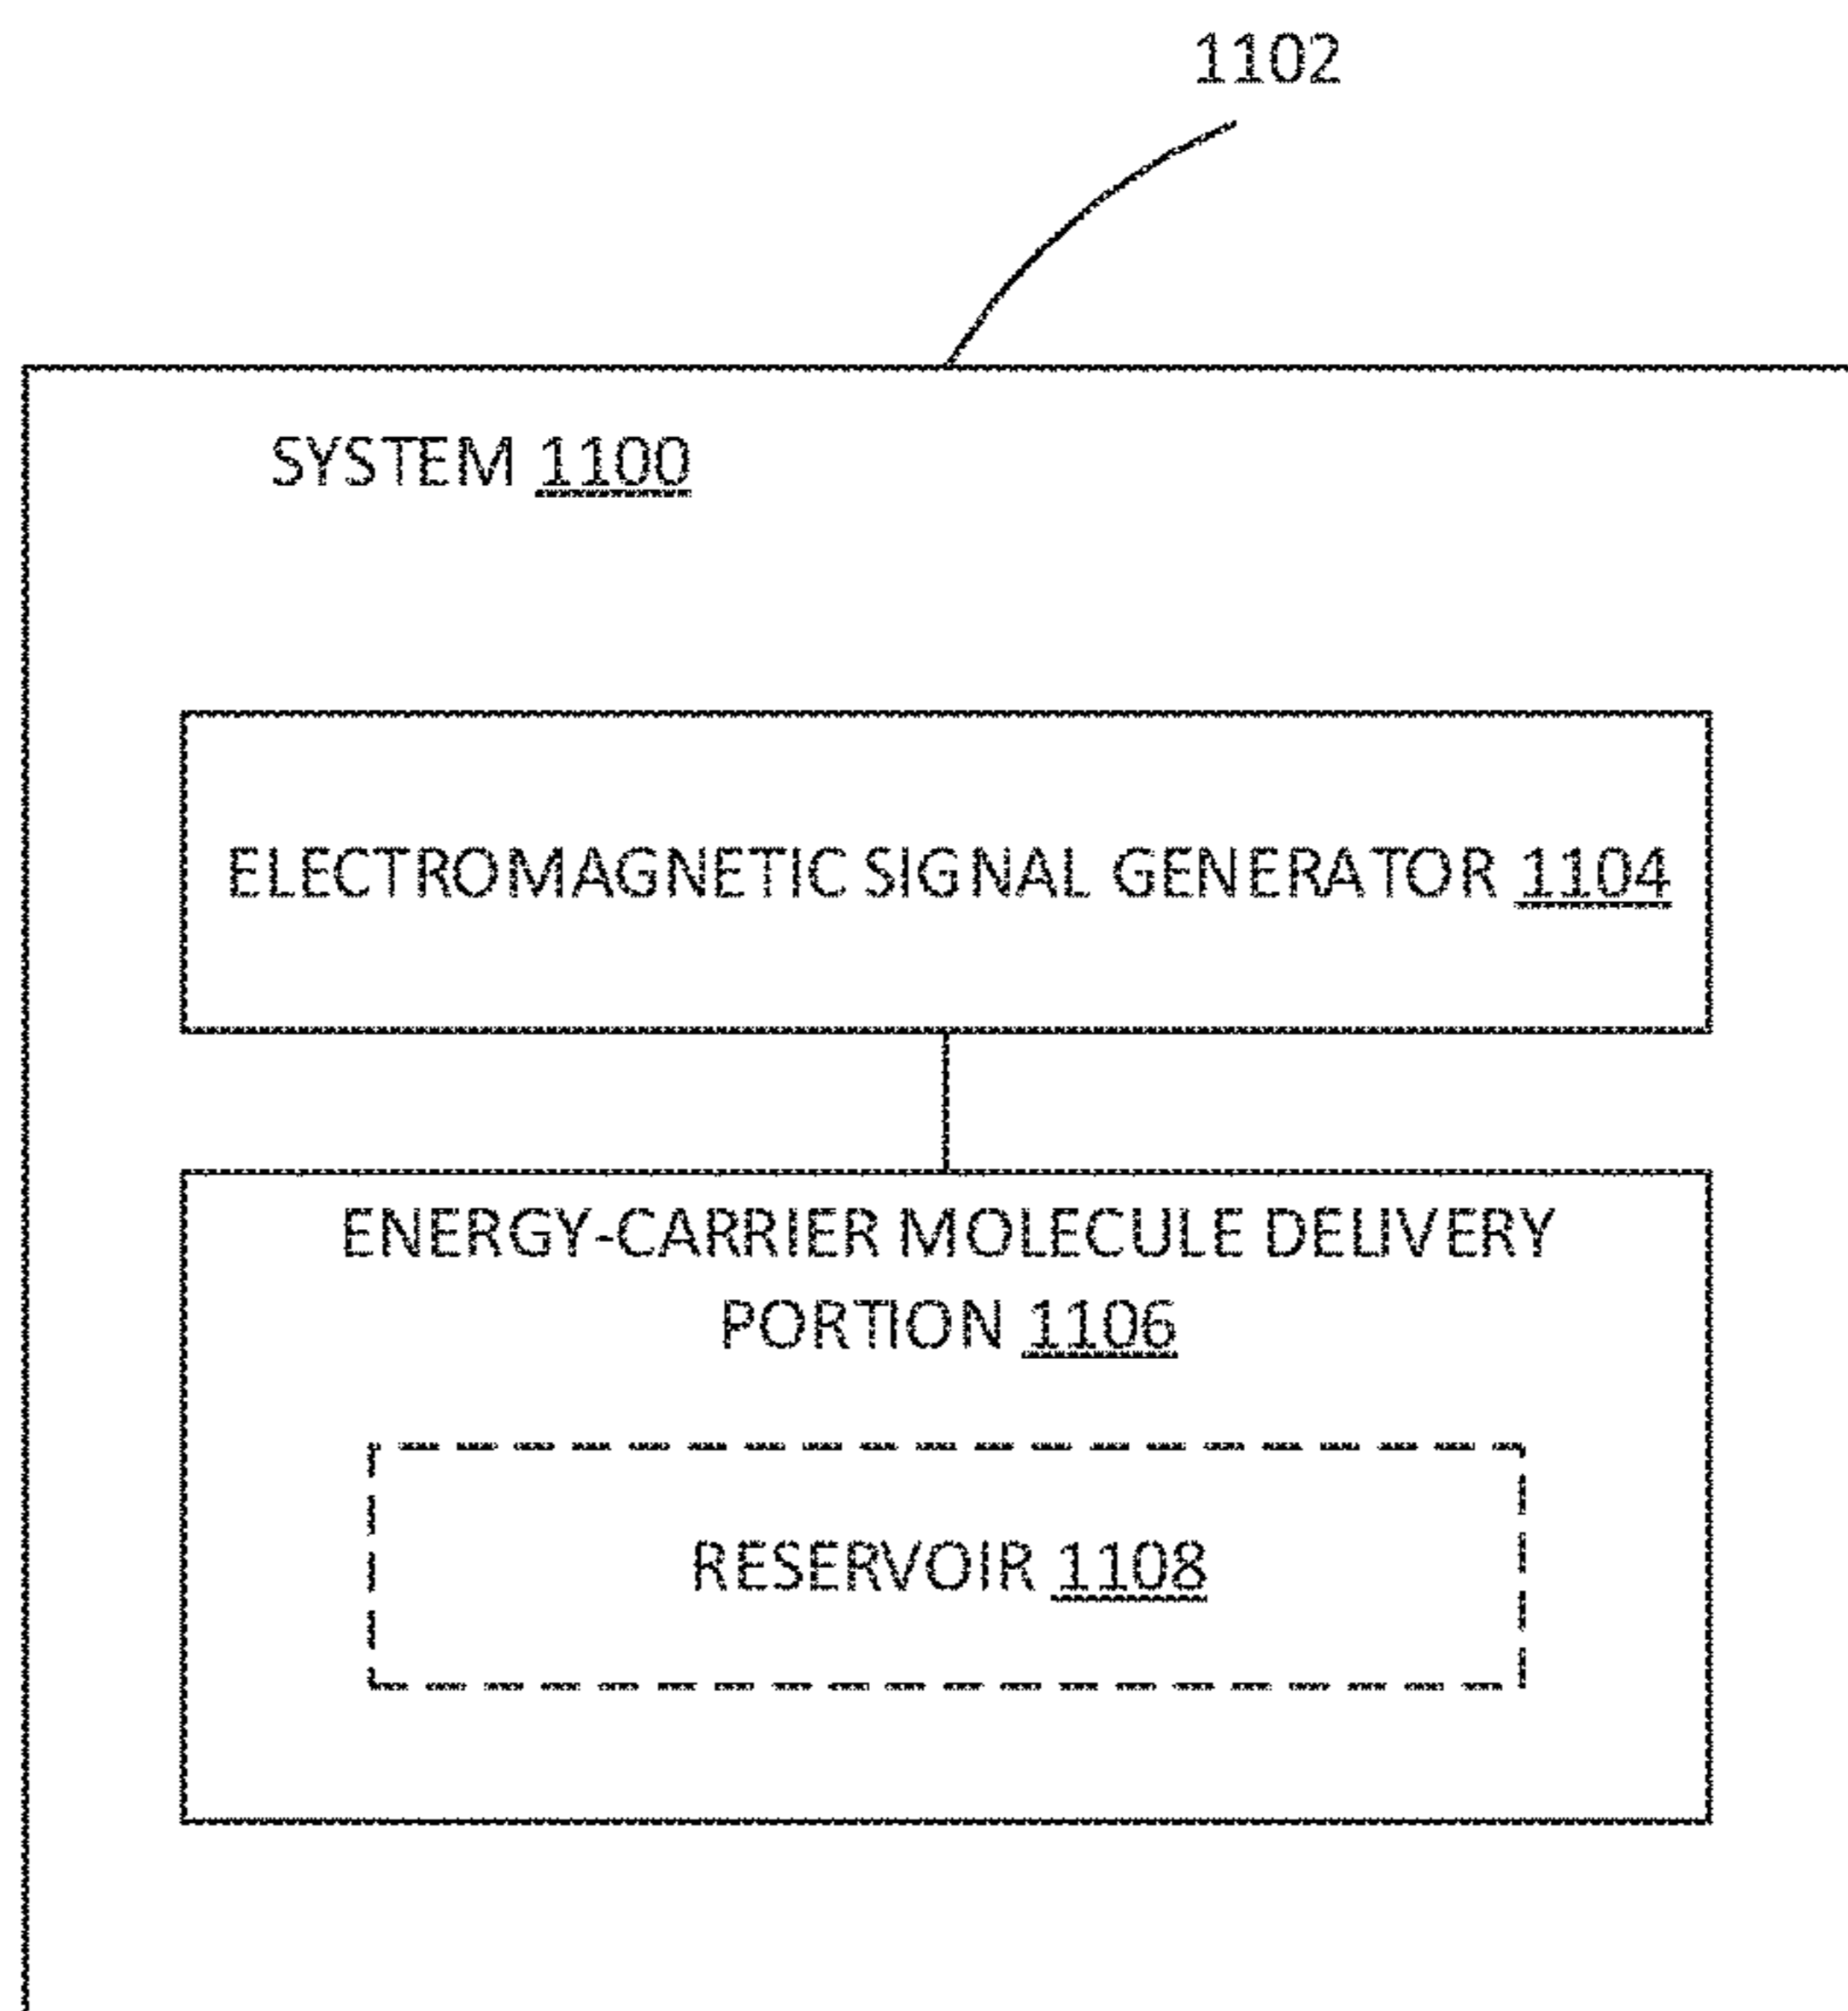 1102
SYSTEM 1100
ELECTROMAGNETIC SIGNAL GENERATOR 1104
ENERGY-CARRIER MOLECULE DELIVERY
PORTION 1106
RESERVOIR 1108